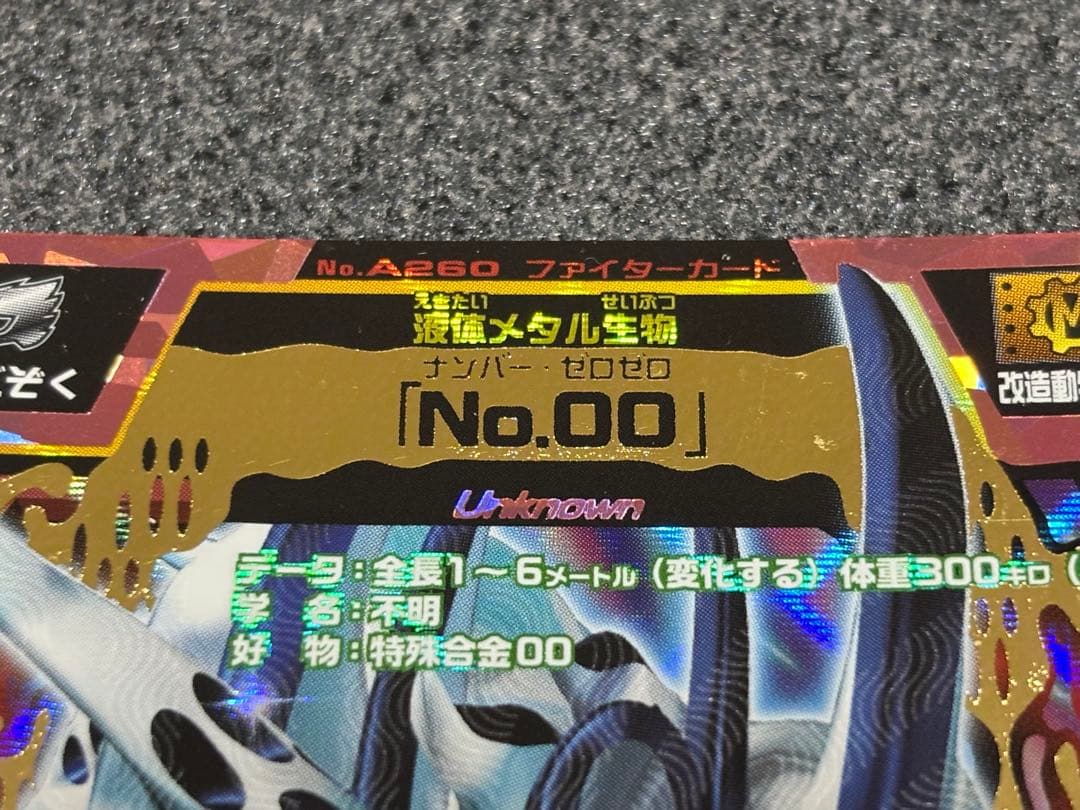 No.A260 ファイターカード
えきたい せいぶつ
液体メタル生物
ナンバー・ゼロゼロ
「No.00」
Unknown
ぞく
改造動
データ：全長1～6メートル（変化する）体重300キロ（
学　名：不明
好　物：特殊合金00